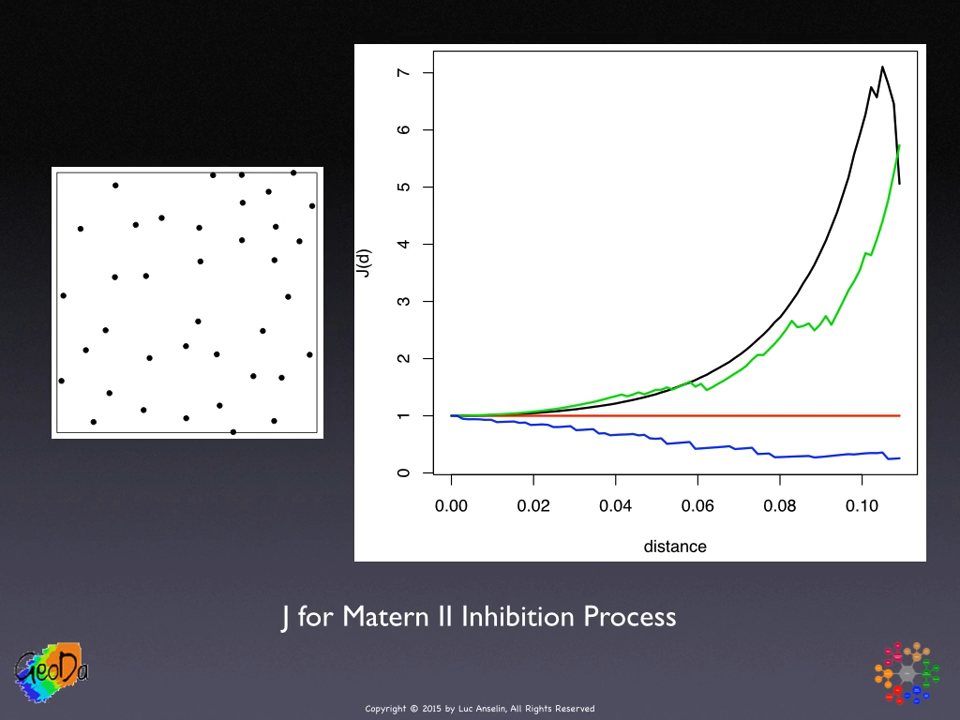 7
6
5
4
3
2
1
0
J(d)
0.00 0.02 0.04 0.06 0.08 0.10
distance
J for Matern II Inhibition Process
GeoDa
Copyright © 2015 by Luc Anselin, All Rights Reserved